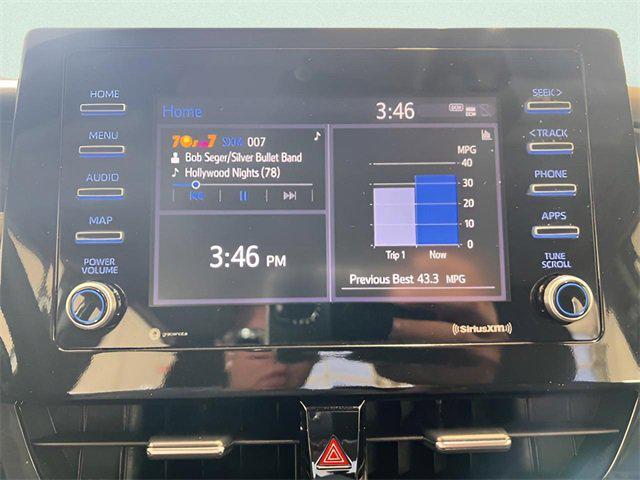 HOME
MENU
AUDIO
MAP
POWER
VOLUME
Home
3:46
70s on 7 SXM 007
Bob Seger/Silver Bullet Band
Hollywood Nights (78)
3:46 PM
MPG
40
30
20
10
0
Trip 1 Now
Previous Best 43.3 MPG
SEEK >
< TRACK
PHONE
APPS
TUNE
SCROLL
gracenote
((SiriusXM))